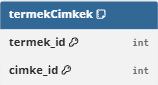 termekCimkek
termek_id int
cimke_id int